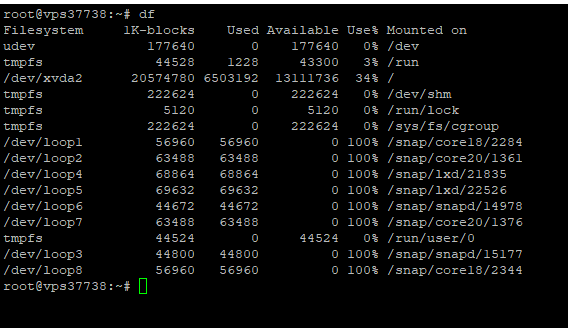 root@vps37738:~# df
Filesystem     1K-blocks    Used Available Use% Mounted on
udev              177640       0    177640   0% /dev
tmpfs              44528    1228     43300   3% /run
/dev/xvda2      20574780 6503192  13111736  34% /
tmpfs             222624       0    222624   0% /dev/shm
tmpfs               5120       0      5120   0% /run/lock
tmpfs             222624       0    222624   0% /sys/fs/cgroup
/dev/loop1         56960   56960         0 100% /snap/core18/2284
/dev/loop2         63488   63488         0 100% /snap/core20/1361
/dev/loop4         68864   68864         0 100% /snap/lxd/21835
/dev/loop5         69632   69632         0 100% /snap/lxd/22526
/dev/loop6         44672   44672         0 100% /snap/snapd/14978
/dev/loop7         63488   63488         0 100% /snap/core20/1376
tmpfs              44524       0     44524   0% /run/user/0
/dev/loop3         44800   44800         0 100% /snap/snapd/15177
/dev/loop8         56960   56960         0 100% /snap/core18/2344
root@vps37738:~#